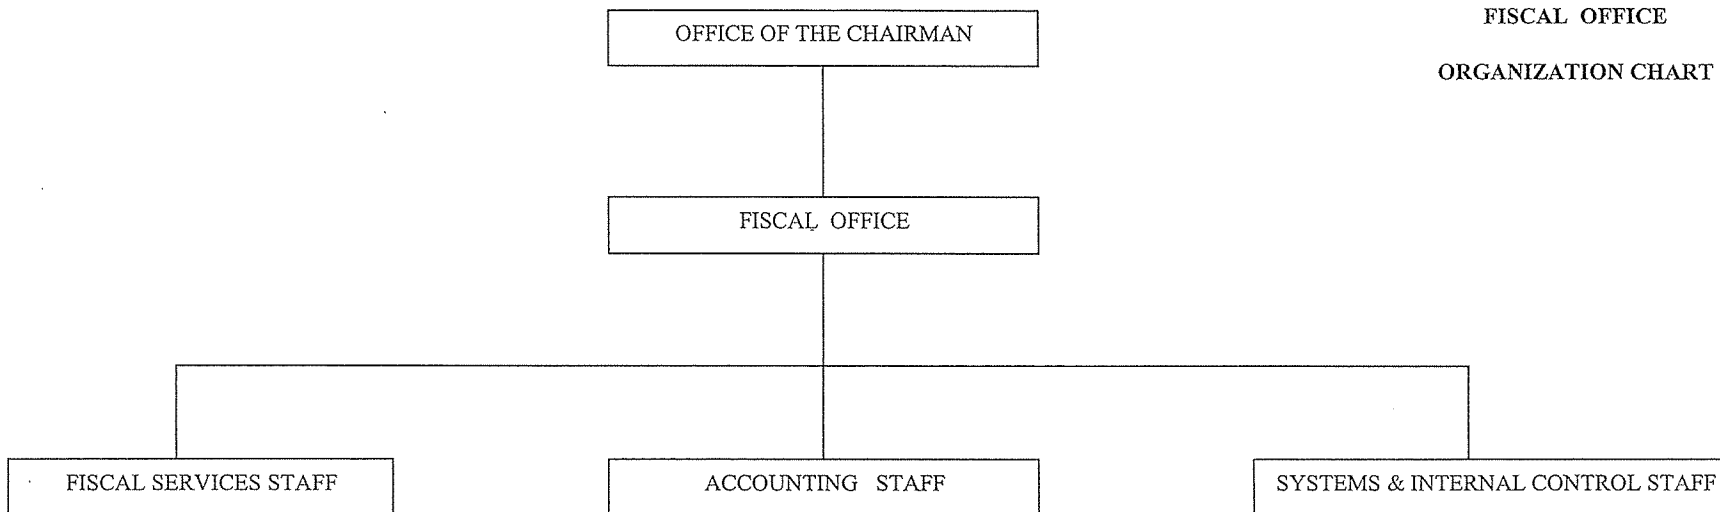 FISCAL OFFICE
ORGANIZATION CHART
OFFICE OF THE CHAIRMAN
FISCAL OFFICE
FISCAL SERVICES STAFF
ACCOUNTING STAFF
SYSTEMS & INTERNAL CONTROL STAFF